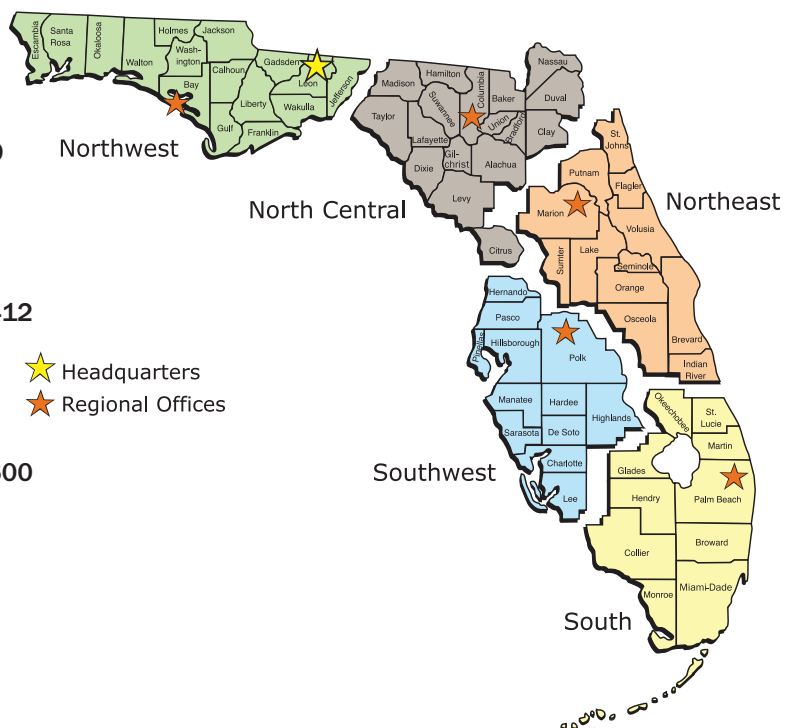 Escambia
Santa
Rosa
Okaloosa
Walton
Holmes
Wash-
ington
Jackson
Bay
Calhoun
Gulf
Liberty
Franklin
Gadsden
Leon
Wakulla
Jefferson
Northwest
Madison
Taylor
Hamilton
Suwannee
Lafayette
Dixie
Columbia
Gil-
christ
Levy
Baker
Union
Bradford
Alachua
Nassau
Duval
Clay
Citrus
North Central
St.
Johns
Putnam
Flagler
Marion
Volusia
Sumter
Lake
Seminole
Orange
Osceola
Brevard
Indian
River
Northeast
12
Headquarters
Regional Offices
00
Hernando
Pasco
Pinellas
Hillsborough
Polk
Manatee
Hardee
Highlands
Sarasota
De Soto
Charlotte
Lee
Southwest
Okeechobee
St.
Lucie
Martin
Glades
Hendry
Palm Beach
Collier
Broward
Monroe
Miami-Dade
South